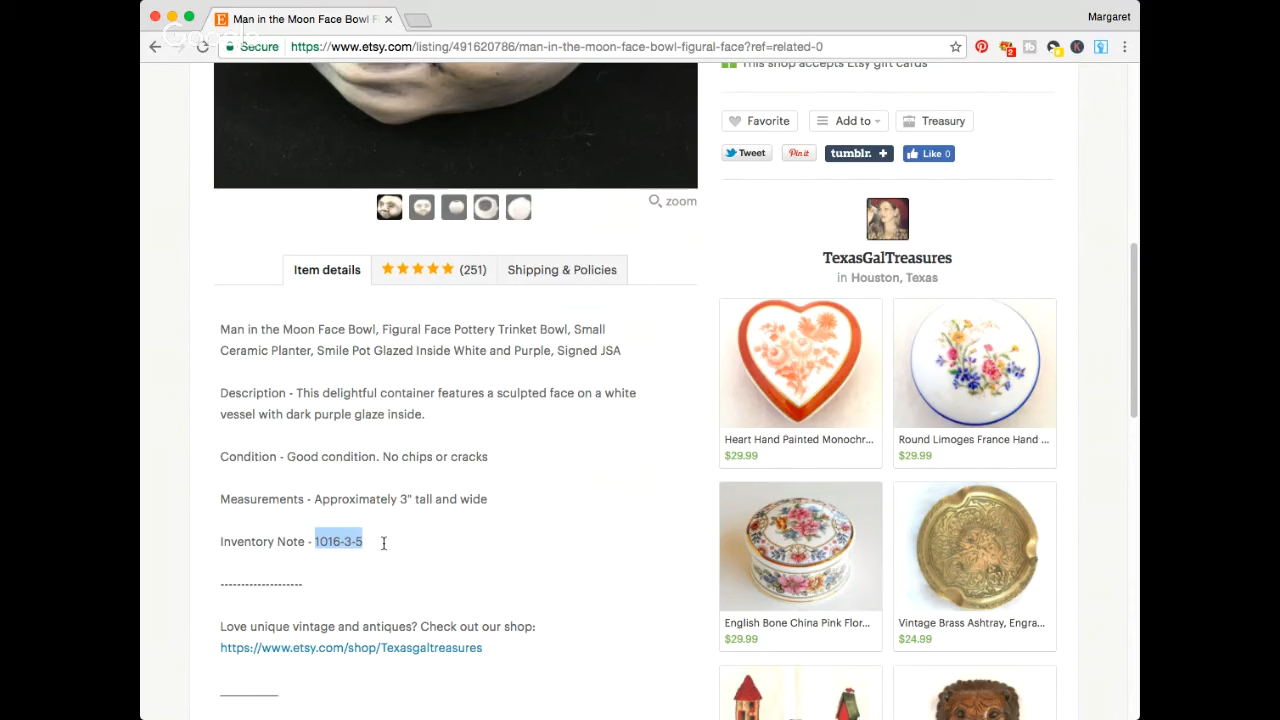 Man in the Moon Face Bowl Fi
Margaret
Google
Secure https://www.etsy.com/listing/491620786/man-in-the-moon-face-bowl-figural-face?ref=related-0
2
This shop accepts Etsy gift cards
Favorite
Add to
Treasury
Tweet
Pin it
tumblr. +
Like 0
zoom
TexasGalTreasures
in Houston, Texas
Item details
(251)
Shipping & Policies
Man in the Moon Face Bowl, Figural Face Pottery Trinket Bowl, Small
Ceramic Planter, Smile Pot Glazed Inside White and Purple, Signed JSA
Description - This delightful container features a sculpted face on a white
vessel with dark purple glaze inside.
Condition - Good condition. No chips or cracks
Measurements - Approximately 3" tall and wide
Inventory Note - 1016-3-5
-------------------
Love unique vintage and antiques? Check out our shop:
https://www.etsy.com/shop/Texasgaltreasures
Heart Hand Painted Monochr...
$29.99
Round Limoges France Hand ...
$29.99
English Bone China Pink Flor...
$29.99
Vintage Brass Ashtray, Engra...
$24.99